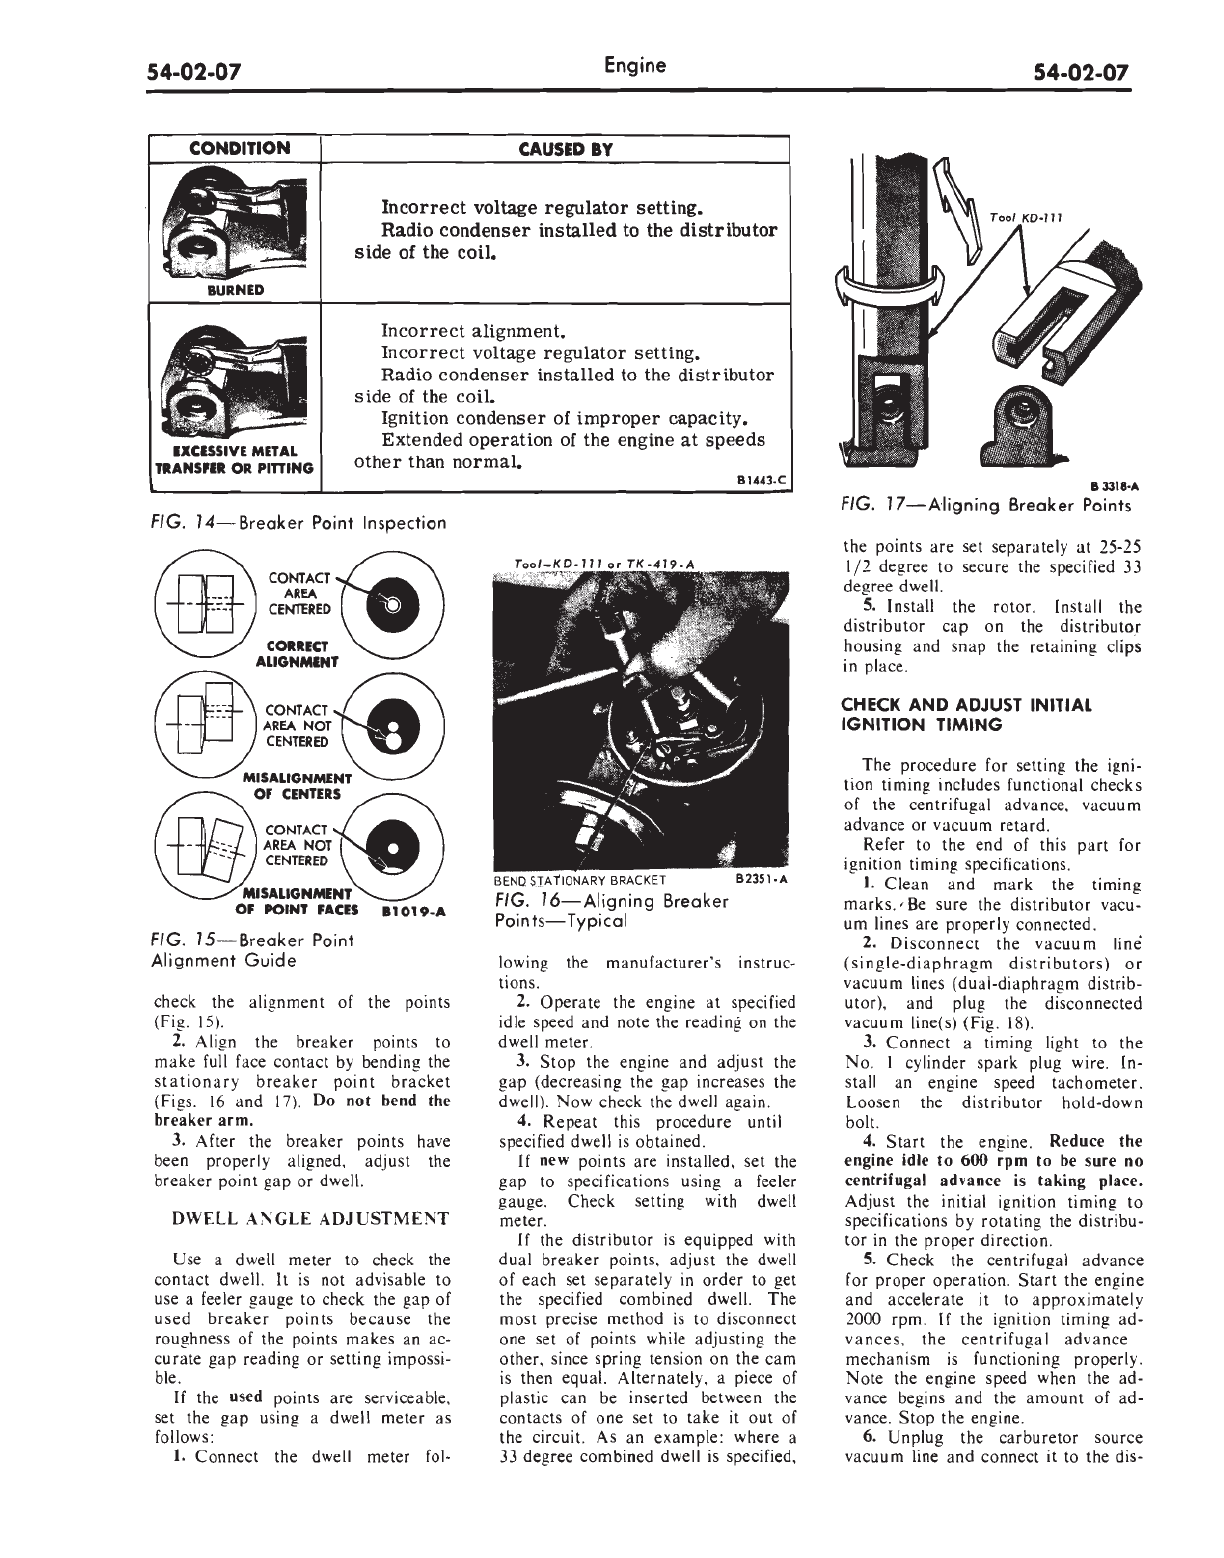 54-02-07
Engine
54-02-07
CONDITION
CAUSED BY
BURNED
Incorrect voltage regulator setting.
Radio condenser installed to the distributor
side of the coil.
EXCESSIVE METAL
TRANSFER OR PITTING
Incorrect alignment.
Incorrect voltage regulator setting.
Radio condenser installed to the distributor
side of the coil.
Ignition condenser of improper capacity.
Extended operation of the engine at speeds
other than normal.
B1443-C
FIG. 14—Breaker Point Inspection
CONTACT
AREA
CENTERED
CORRECT
ALIGNMENT
CONTACT
AREA NOT
CENTERED
MISALIGNMENT
OF CENTERS
CONTACT
AREA NOT
CENTERED
MISALIGNMENT
OF POINT FACES
B1019-A
FIG. 15—Breaker Point
Alignment Guide
check the alignment of the points
(Fig. 15).
2. Align the breaker points to
make full face contact by bending the
stationary breaker point bracket
(Figs. 16 and 17). Do not bend the
breaker arm.
3. After the breaker points have
been properly aligned, adjust the
breaker point gap or dwell.
DWELL ANGLE ADJUSTMENT
Use a dwell meter to check the
contact dwell. It is not advisable to
use a feeler gauge to check the gap of
used breaker points because the
roughness of the points makes an ac-
curate gap reading or setting impossi-
ble.
If the used points are serviceable,
set the gap using a dwell meter as
follows:
1. Connect the dwell meter fol-
Tool-KD-111 or TK-419-A
BEND STATIONARY BRACKET
B2351-A
FIG. 16—Aligning Breaker
Points—Typical
lowing the manufacturer's instruc-
tions.
2. Operate the engine at specified
idle speed and note the reading on the
dwell meter.
3. Stop the engine and adjust the
gap (decreasing the gap increases the
dwell). Now check the dwell again.
4. Repeat this procedure until
specified dwell is obtained.
If new points are installed, set the
gap to specifications using a feeler
gauge. Check setting with dwell
meter.
If the distributor is equipped with
dual breaker points, adjust the dwell
of each set separately in order to get
the specified combined dwell. The
most precise method is to disconnect
one set of points while adjusting the
other, since spring tension on the cam
is then equal. Alternately, a piece of
plastic can be inserted between the
contacts of one set to take it out of
the circuit. As an example: where a
33 degree combined dwell is specified,
Tool KD-111
B 3318-A
FIG. 17—Aligning Breaker Points
the points are set separately at 25-25
1/2 degree to secure the specified 33
degree dwell.
5. Install the rotor. Install the
distributor cap on the distributor
housing and snap the retaining clips
in place.
CHECK AND ADJUST INITIAL
IGNITION TIMING
The procedure for setting the igni-
tion timing includes functional checks
of the centrifugal advance, vacuum
advance or vacuum retard.
Refer to the end of this part for
ignition timing specifications.
1. Clean and mark the timing
marks. Be sure the distributor vacu-
um lines are properly connected.
2. Disconnect the vacuum line
(single-diaphragm distributors) or
vacuum lines (dual-diaphragm distrib-
utor), and plug the disconnected
vacuum line(s) (Fig. 18).
3. Connect a timing light to the
No. 1 cylinder spark plug wire. In-
stall an engine speed tachometer.
Loosen the distributor hold-down
bolt.
4. Start the engine. Reduce the
engine idle to 600 rpm to be sure no
centrifugal advance is taking place.
Adjust the initial ignition timing to
specifications by rotating the distribu-
tor in the proper direction.
5. Check the centrifugal advance
for proper operation. Start the engine
and accelerate it to approximately
2000 rpm. If the ignition timing ad-
vances, the centrifugal advance
mechanism is functioning properly.
Note the engine speed when the ad-
vance begins and the amount of ad-
vance. Stop the engine.
6. Unplug the carburetor source
vacuum line and connect it to the dis-